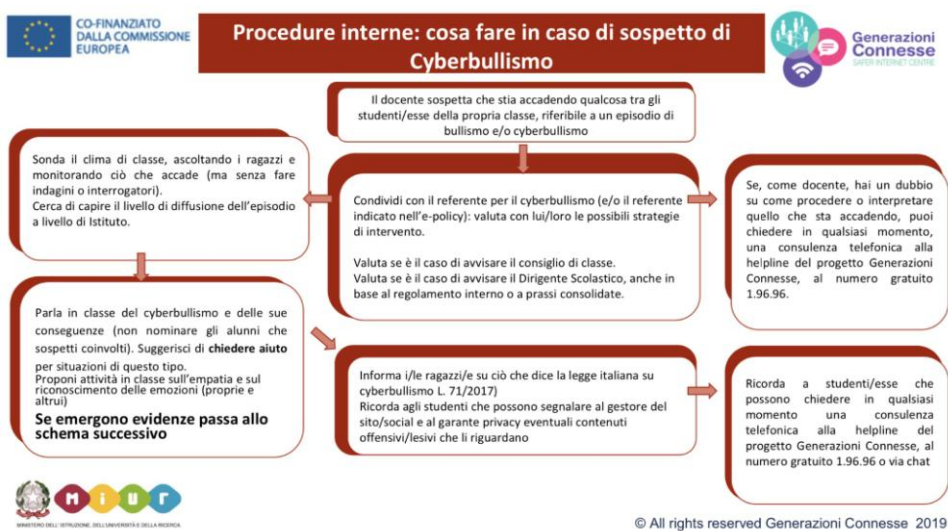 CO-FINANZIATO
DALLA COMMISSIONE
EUROPEA
Procedure interne: cosa fare in caso di sospetto di
Cyberbullismo
Generazioni
Connesse
SAFER INTERNET CENTRE
Il docente sospetta che stia accadendo qualcosa tra gli
studenti/esse della propria classe, riferibile a un episodio di
bullismo e/o cyberbullismo
Sonda il clima di classe, ascoltando i ragazzi e
monitorando ciò che accade (ma senza fare
indagini o interrogatori).
Cerca di capire il livello di diffusione dell'episodio
a livello di Istituto.
Condividi con il referente per il cyberbullismo (e/o il referente
indicato nell'e-policy): valuta con lui/loro le possibili strategie
di intervento.
Valuta se è il caso di avvisare il consiglio di classe.
Valuta se è il caso di avvisare il Dirigente Scolastico, anche in
base al regolamento interno o a prassi consolidate.
Se, come docente, hai un dubbio
su come procedere o interpretare
quello che sta accadendo, puoi
chiedere in qualsiasi momento,
una consulenza telefonica alla
helpline del progetto Generazioni
Connesse, al numero gratuito
1.96.96.
Parla in classe del cyberbullismo e delle sue
conseguenze (non nominare gli alunni che
sospetti coinvolti). Suggerisci di chiedere aiuto
per situazioni di questo tipo.
Proponi attività in classe sull'empatia e sul
riconoscimento delle emozioni (proprie e
altrui)
Se emergono evidenze passa allo
schema successivo
Informa i/le ragazzi/e su ciò che dice la legge italiana su
cyberbullismo L. 71/2017)
Ricorda agli studenti che possono segnalare al gestore del
sito/social e al garante privacy eventuali contenuti
offensivi/lesivi che li riguardano
Ricorda a studenti/esse che
possono chiedere in qualsiasi
momento una consulenza
telefonica alla helpline del
progetto Generazioni Connesse, al
numero gratuito 1.96.96 o via chat
MIUR
MINISTERO DELL'ISTRUZIONE, DELL'UNIVERSITÀ E DELLA RICERCA
© All rights reserved Generazioni Connesse 2019